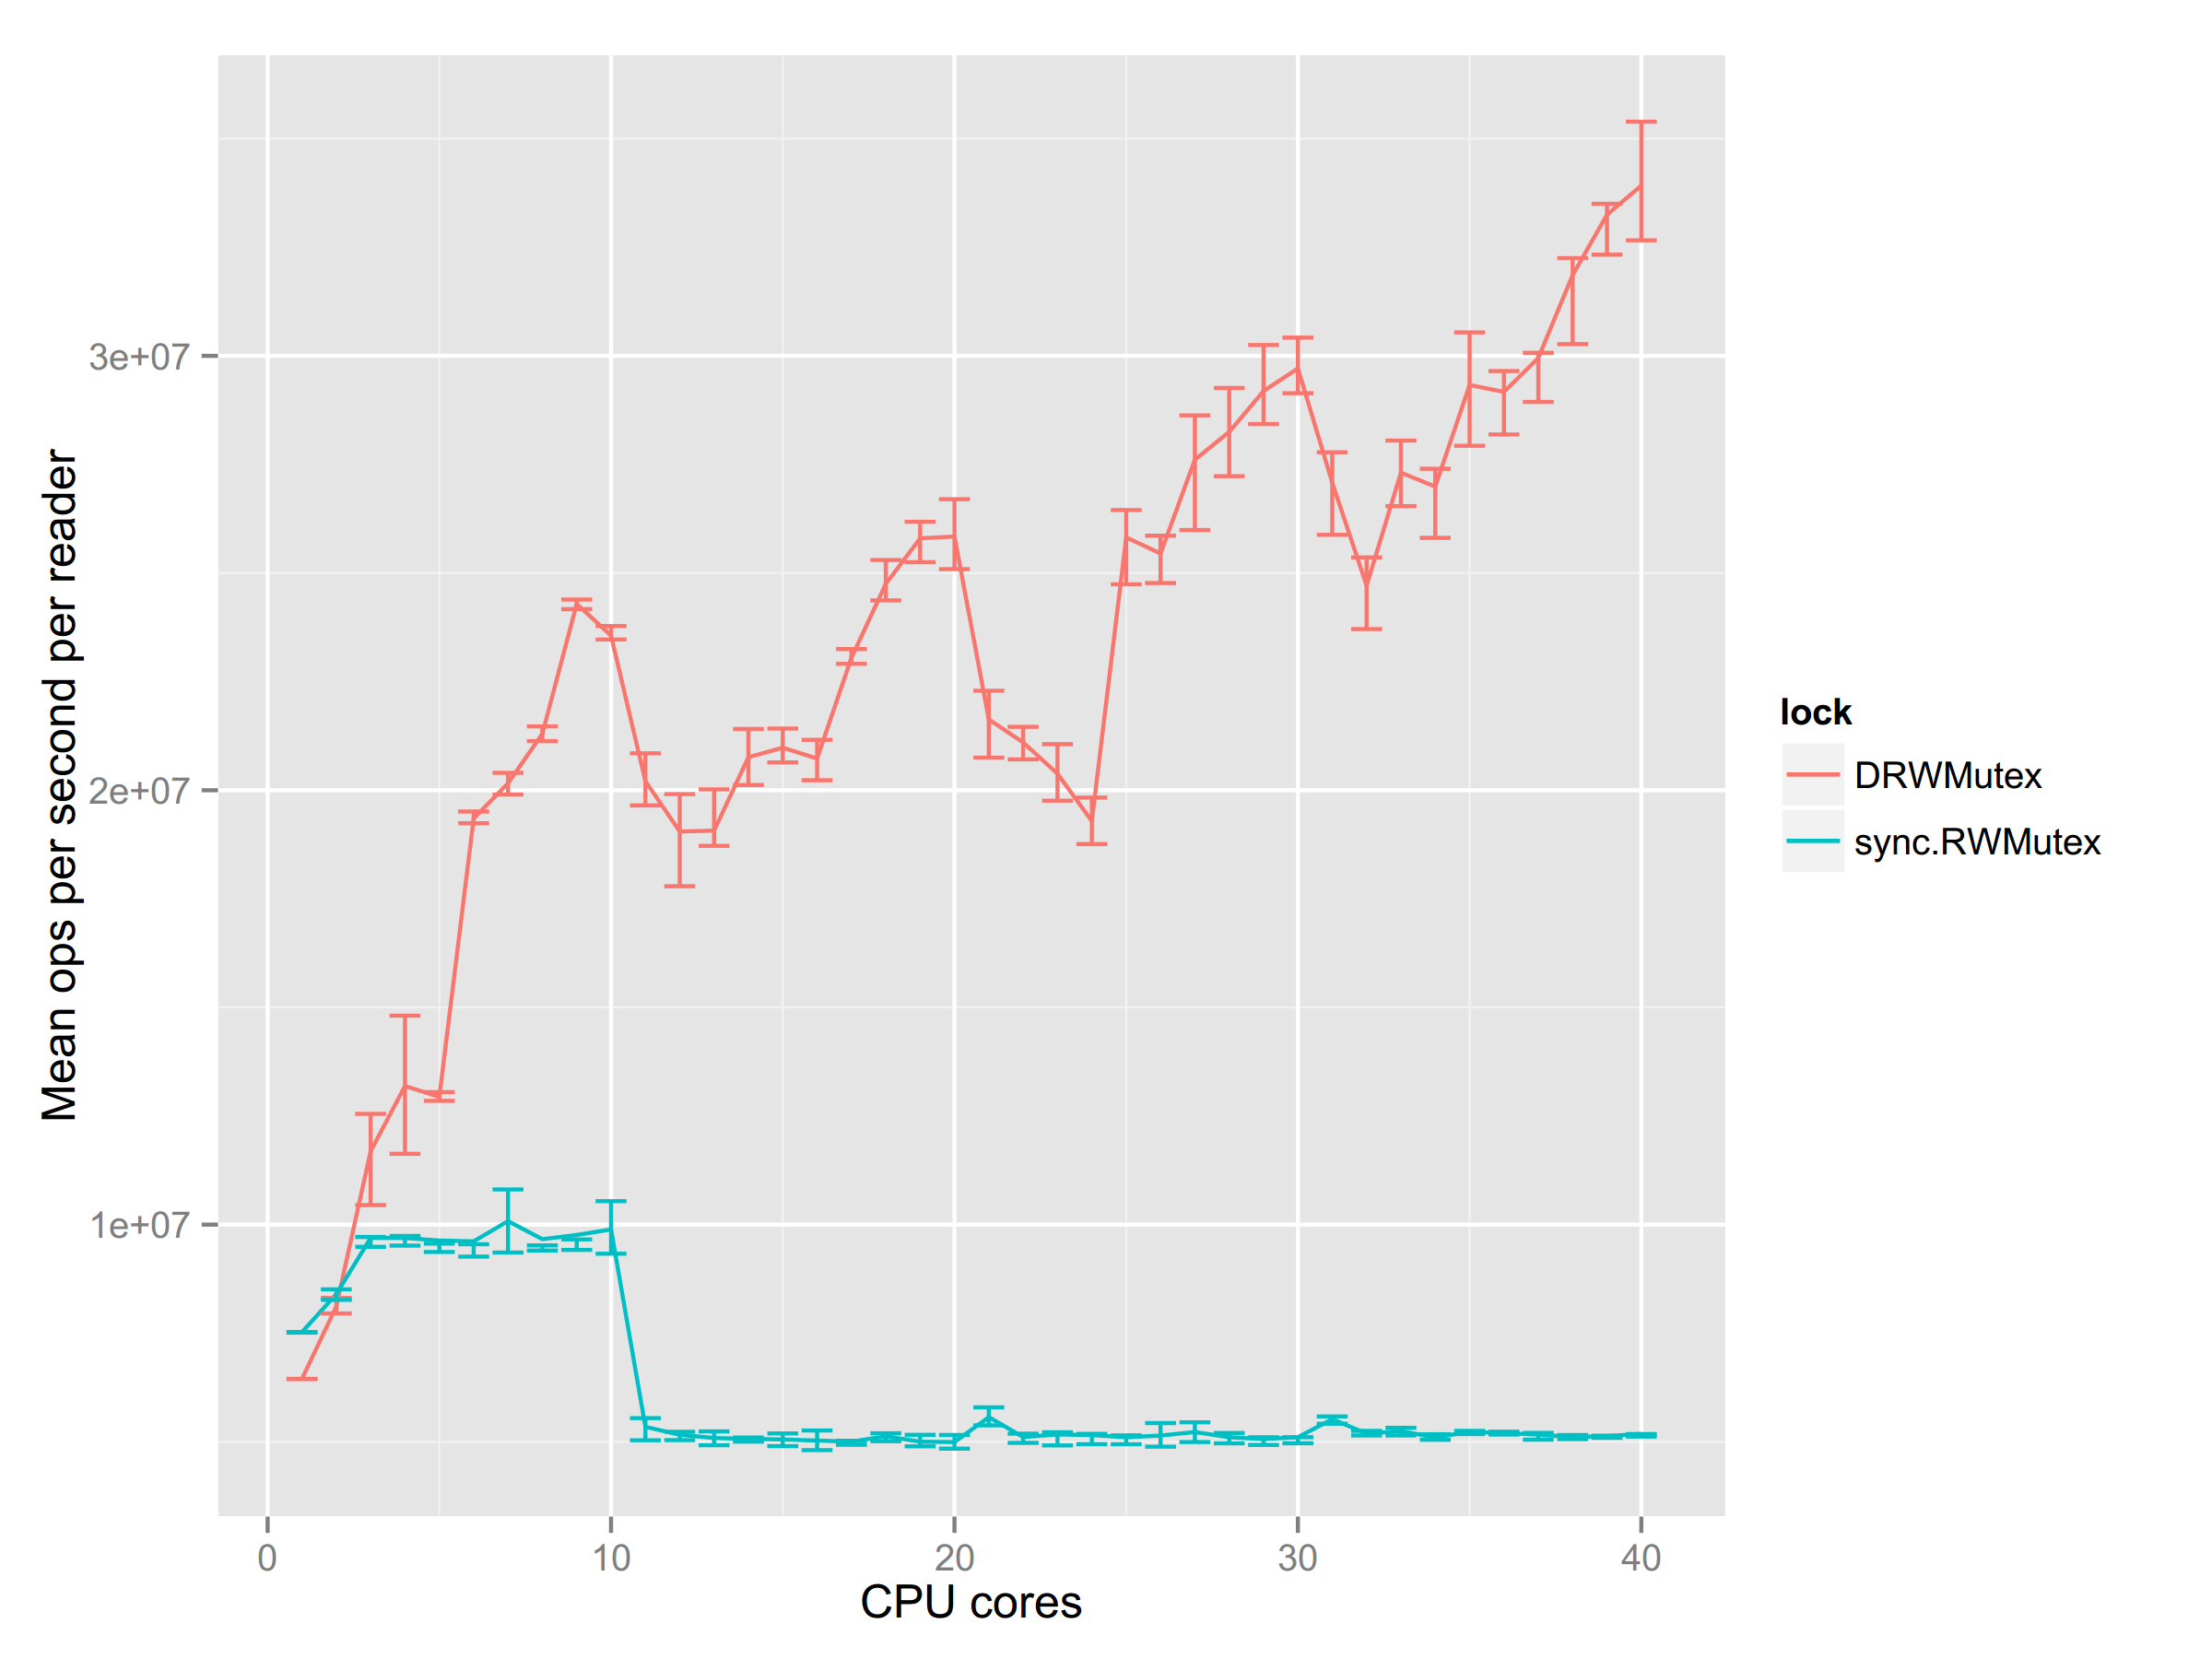 Mean ops per second per reader
3e+07
2e+07
1e+07
0 10 20 30 40
CPU cores
lock
DRWMutex
sync.RWMutex